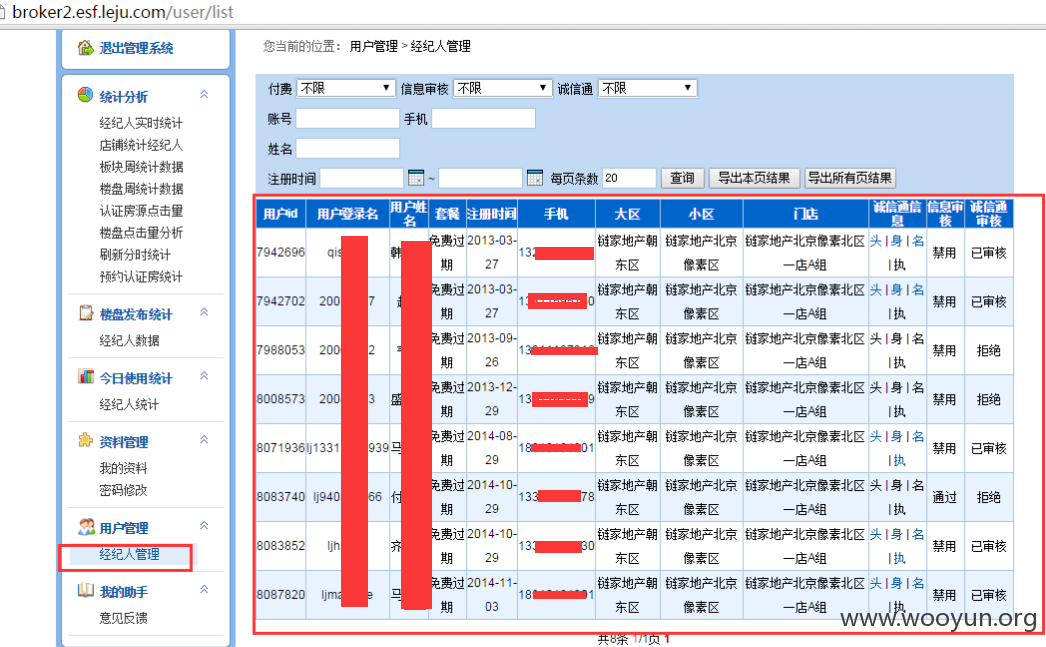 broker2.esf.leju.com/user/list
退出管理系统
统计分析
经纪人实时统计
店铺统计经纪人
板块周统计数据
楼盘周统计数据
认证房源点击量
楼盘点击量分析
刷新分时统计
预约认证房统计
楼盘发布统计
经纪人数据
今日使用统计
经纪人统计
资料管理
我的资料
密码修改
用户管理
经纪人管理
我的助手
意见反馈
您当前的位置： 用户管理 > 经纪人管理
付费 不限 信息审核 不限 诚信通 不限
账号 手机
姓名
注册时间 ~ 每页条数 20 查询 导出本页结果 导出所有页结果
用户id 用户登录名 用户姓名 套餐 注册时间 手机 大区 小区 门店 诚信通信息 信息审核 诚信通审核
7942696 qis 韩 免费过期 2013-03-27 132 链家地产朝东区 链家地产北京像素区 链家地产北京像素北区一店A组 头 | 身 | 名 | 执 禁用 已审核
7942702 200 7 免费过期 2013-03-27 13 0 链家地产朝东区 链家地产北京像素区 链家地产北京像素北区一店A组 头 | 身 | 名 | 执 禁用 已审核
7988053 200 2 免费过期 2013-09-26 13 链家地产朝东区 链家地产北京像素区 链家地产北京像素北区一店A组 头 | 身 | 名 | 执 禁用 拒绝
8008573 200 3 盛 免费过期 2013-12-29 13 9 链家地产朝东区 链家地产北京像素区 链家地产北京像素北区一店A组 头 | 身 | 名 | 执 禁用 拒绝
8071936 lj1331 939 马 免费过期 2014-08-29 18 01 链家地产朝东区 链家地产北京像素区 链家地产北京像素北区一店A组 头 | 身 | 名 | 执 禁用 已审核
8083740 lj940 66 付 免费过期 2014-10-29 133 78 链家地产朝东区 链家地产北京像素区 链家地产北京像素北区一店A组 头 | 身 | 名 | 执 通过 拒绝
8083852 ljh 齐 免费过期 2014-10-29 133 30 链家地产朝东区 链家地产北京像素区 链家地产北京像素北区一店A组 头 | 身 | 名 | 执 禁用 已审核
8087820 ljma e 马 免费过期 2014-11-03 18 1 链家地产朝东区 链家地产北京像素区 链家地产北京像素北区一店A组 头 | 身 | 名 | 执 禁用 已审核
共8条 1/1页 1
www.wooyun.org